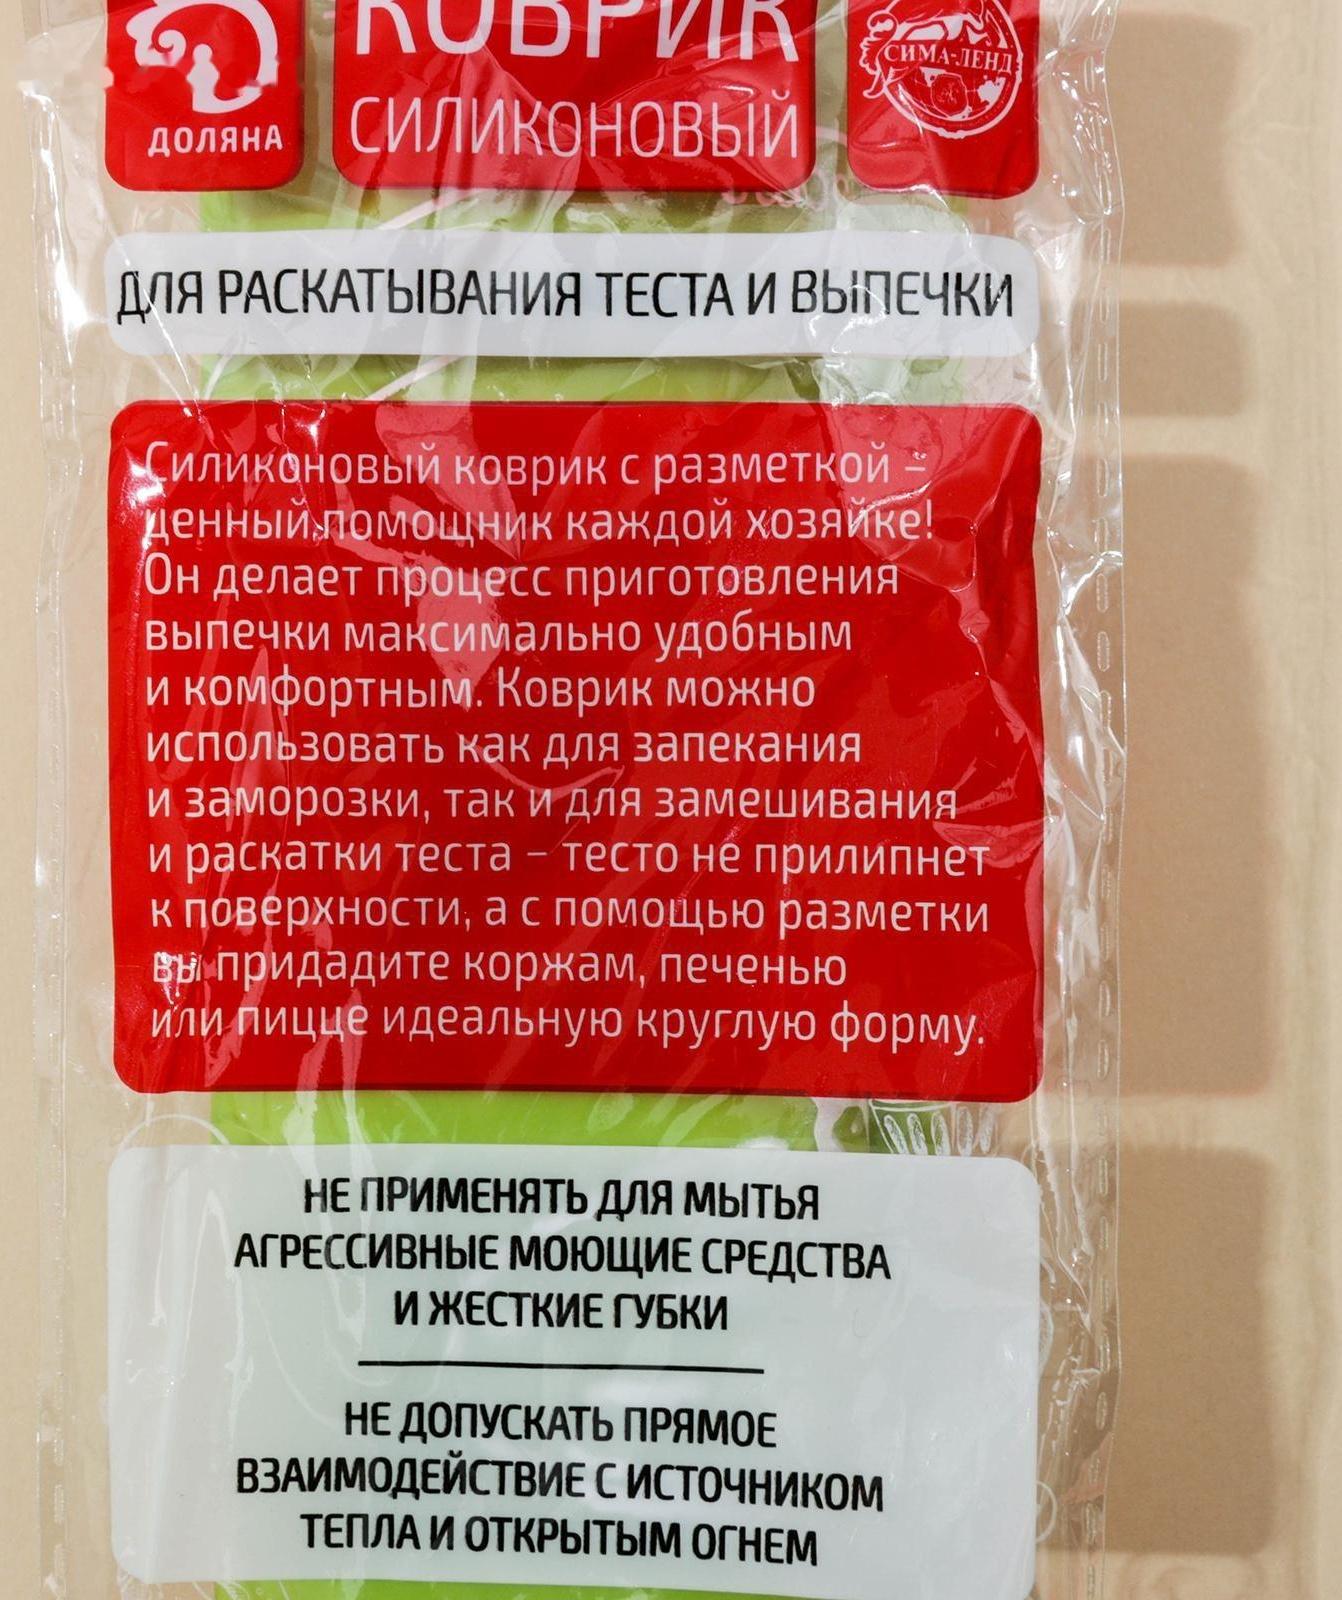 КОВРИК
СИЛИКОНОВЫЙ
ДОЛЯНА
СИМА-ЛЕНД
ДЛЯ РАСКАТЫВАНИЯ ТЕСТА И ВЫПЕЧКИ
Силиконовый коврик с разметкой –
ценный помощник каждой хозяйке!
Он делает процесс приготовления
выпечки максимально удобным
и комфортным. Коврик можно
использовать как для запекания
и заморозки, так и для замешивания
и раскатки теста – тесто не прилипнет
к поверхности, а с помощью разметки
вы придадите коржам, печенью
или пицце идеальную круглую форму.
НЕ ПРИМЕНЯТЬ ДЛЯ МЫТЬЯ
АГРЕССИВНЫЕ МОЮЩИЕ СРЕДСТВА
И ЖЕСТКИЕ ГУБКИ
НЕ ДОПУСКАТЬ ПРЯМОЕ
ВЗАИМОДЕЙСТВИЕ С ИСТОЧНИКОМ
ТЕПЛА И ОТКРЫТЫМ ОГНЕМ